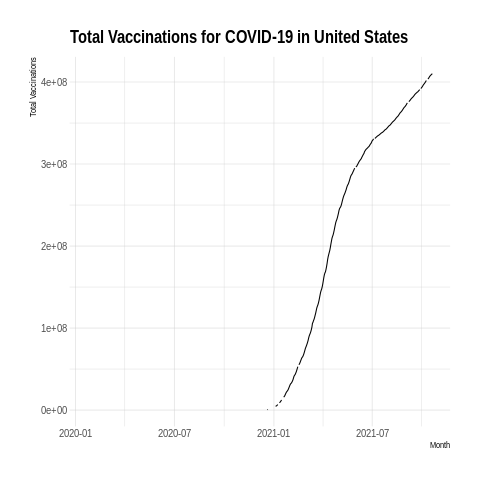 Total Vaccinations for COVID-19 in United States
Total Vaccinations
4e+08
3e+08
2e+08
1e+08
0e+00
2020-01 2020-07 2021-01 2021-07
Month